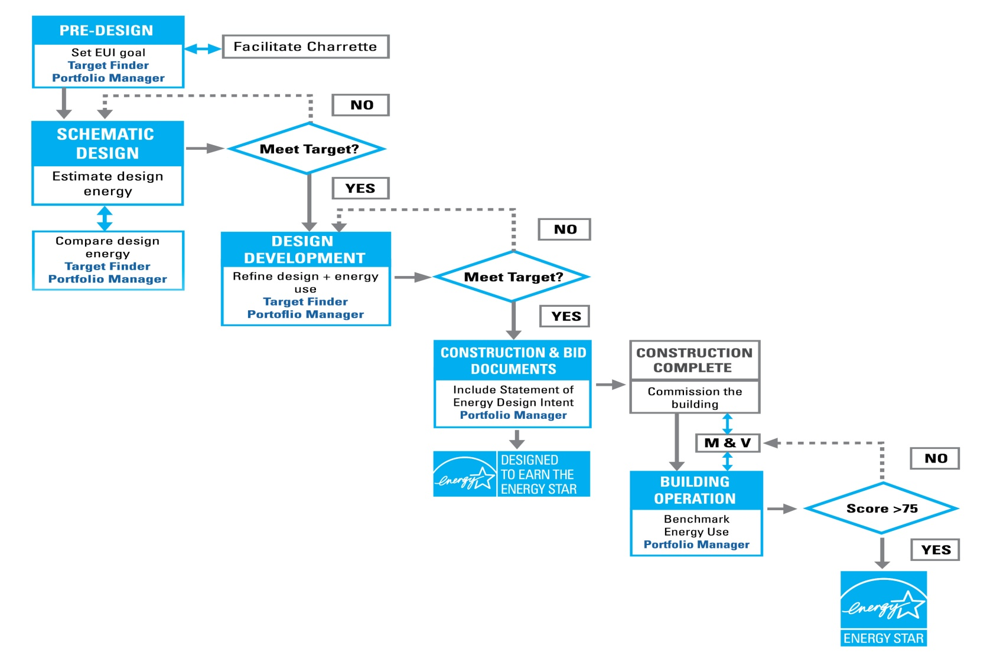 PRE-DESIGN
Set EUI goal
Target Finder
Portfolio Manager
Facilitate Charrette
NO
SCHEMATIC
DESIGN
Estimate design
energy
Meet Target?
YES
Compare design
energy
Target Finder
Portfolio Manager
NO
DESIGN
DEVELOPMENT
Refine design + energy
use
Target Finder
Portoflio Manager
Meet Target?
YES
CONSTRUCTION & BID
DOCUMENTS
Include Statement of
Energy Design Intent
Portfolio Manager
CONSTRUCTION
COMPLETE
Commission the
building
M & V
energy
DESIGNED
TO EARN THE
ENERGY STAR
NO
BUILDING
OPERATION
Benchmark
Energy Use
Portfolio Manager
Score >75
YES
energy
ENERGY STAR